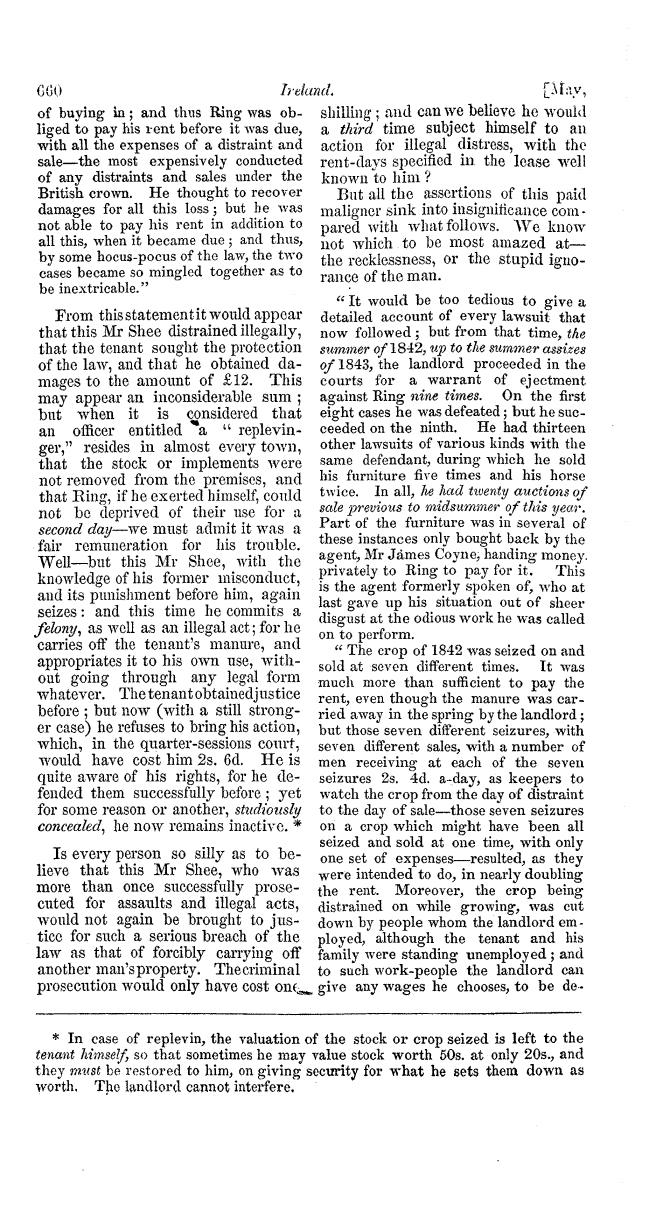 660 Ireland. [May,
of buying in; and thus Ring was ob-
liged to pay his rent before it was due,
with all the expenses of a distraint and
sale—the most expensively conducted
of any distraints and sales under the
British crown. He thought to recover
damages for all this loss; but he was
not able to pay his rent in addition to
all this, when it became due; and thus,
by some hocus-pocus of the law, the two
cases became so mingled together as to
be inextricable."
From this statement it would appear
that this Mr Shee distrained illegally,
that the tenant sought the protection
of the law, and that he obtained da-
mages to the amount of £12. This
may appear an inconsiderable sum;
but when it is considered that
an officer entitled a "replevin-
ger," resides in almost every town,
that the stock or implements were
not removed from the premises, and
that Ring, if he exerted himself, could
not be deprived of their use for a
second day—we must admit it was a
fair remuneration for his trouble.
Well—but this Mr Shee, with the
knowledge of his former misconduct,
and its punishment before him, again
seizes: and this time he commits a
felony, as well as an illegal act; for he
carries off the tenant's manure, and
appropriates it to his own use, with-
out going through any legal form
whatever. The tenant obtained justice
before; but now (with a still strong-
er case) he refuses to bring his action,
which, in the quarter-sessions court,
would have cost him 2s. 6d. He is
quite aware of his rights, for he de-
fended them successfully before; yet
for some reason or another, studiously
concealed, he now remains inactive. *
Is every person so silly as to be-
lieve that this Mr Shee, who was
more than once successfully prose-
cuted for assaults and illegal acts,
would not again be brought to jus-
tice for such a serious breach of the
law as that of forcibly carrying off
another man's property. The criminal
prosecution would only have cost one
shilling; and can we believe he would
a third time subject himself to an
action for illegal distress, with the
rent-days specified in the lease well
known to him?
But all the assertions of this paid
maligner sink into insignificance com-
pared with what follows. We know
not which to be most amazed at—
the recklessness, or the stupid igno-
rance of the man.
"It would be too tedious to give a
detailed account of every lawsuit that
now followed; but from that time, the
summer of 1842, up to the summer assizes
of 1843, the landlord proceeded in the
courts for a warrant of ejectment
against Ring nine times. On the first
eight cases he was defeated; but he suc-
ceeded on the ninth. He had thirteen
other lawsuits of various kinds with the
same defendant, during which he sold
his furniture five times and his horse
twice. In all, he had twenty auctions of
sale previous to midsummer of this year.
Part of the furniture was in several of
these instances only bought back by the
agent, Mr James Coyne, handing money.
privately to Ring to pay for it. This
is the agent formerly spoken of, who at
last gave up his situation out of sheer
disgust at the odious work he was called
on to perform.
"The crop of 1842 was seized on and
sold at seven different times. It was
much more than sufficient to pay the
rent, even though the manure was car-
ried away in the spring by the landlord;
but those seven different seizures, with
seven different sales, with a number of
men receiving at each of the seven
seizures 2s. 4d. a-day, as keepers to
watch the crop from the day of distraint
to the day of sale—those seven seizures
on a crop which might have been all
seized and sold at one time, with only
one set of expenses—resulted, as they
were intended to do, in nearly doubling
the rent. Moreover, the crop being
distrained on while growing, was cut
down by people whom the landlord em-
ployed, although the tenant and his
family were standing unemployed; and
to such work-people the landlord can
give any wages he chooses, to be de-
* In case of replevin, the valuation of the stock or crop seized is left to the
tenant himself, so that sometimes he may value stock worth 50s. at only 20s., and
they must be restored to him, on giving security for what he sets them down as
worth. The landlord cannot interfere.